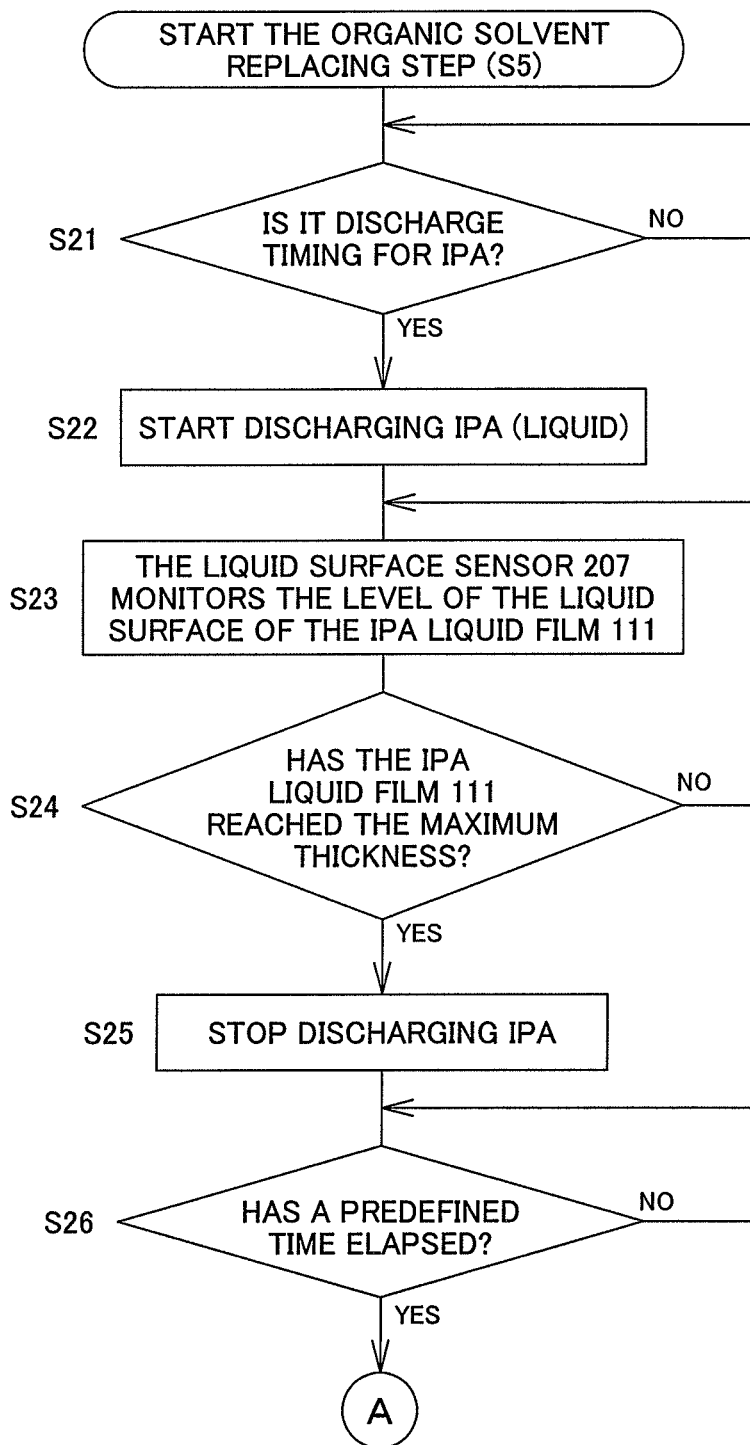 START THE ORGANIC SOLVENT
REPLACING STEP (S5)
S21
IS IT DISCHARGE
TIMING FOR IPA?
NO
YES
S22
START DISCHARGING IPA (LIQUID)
S23
THE LIQUID SURFACE SENSOR 207
MONITORS THE LEVEL OF THE LIQUID
SURFACE OF THE IPA LIQUID FILM 111
S24
HAS THE IPA
LIQUID FILM 111
REACHED THE MAXIMUM
THICKNESS?
NO
YES
S25
STOP DISCHARGING IPA
S26
HAS A PREDEFINED
TIME ELAPSED?
NO
YES
A